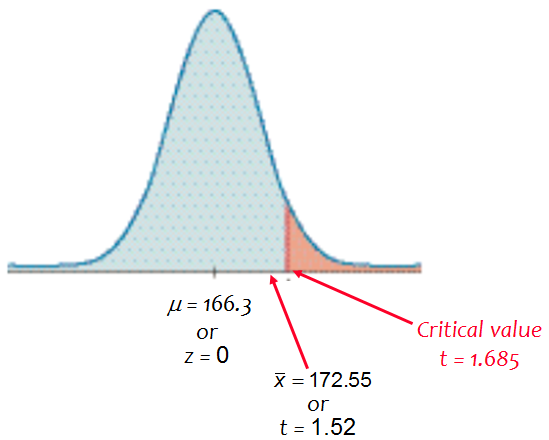 μ = 166.3
or
z = 0
Critical value
t = 1.685
x̅ = 172.55
or
t = 1.52